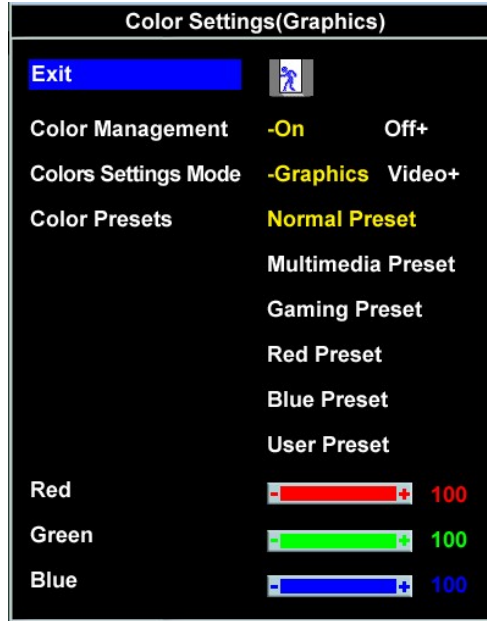 Color Settings(Graphics)
Exit
Color Management -On Off+
Colors Settings Mode -Graphics Video+
Color Presets Normal Preset
Multimedia Preset
Gaming Preset
Red Preset
Blue Preset
User Preset
Red - + 100
Green - + 100
Blue - + 100